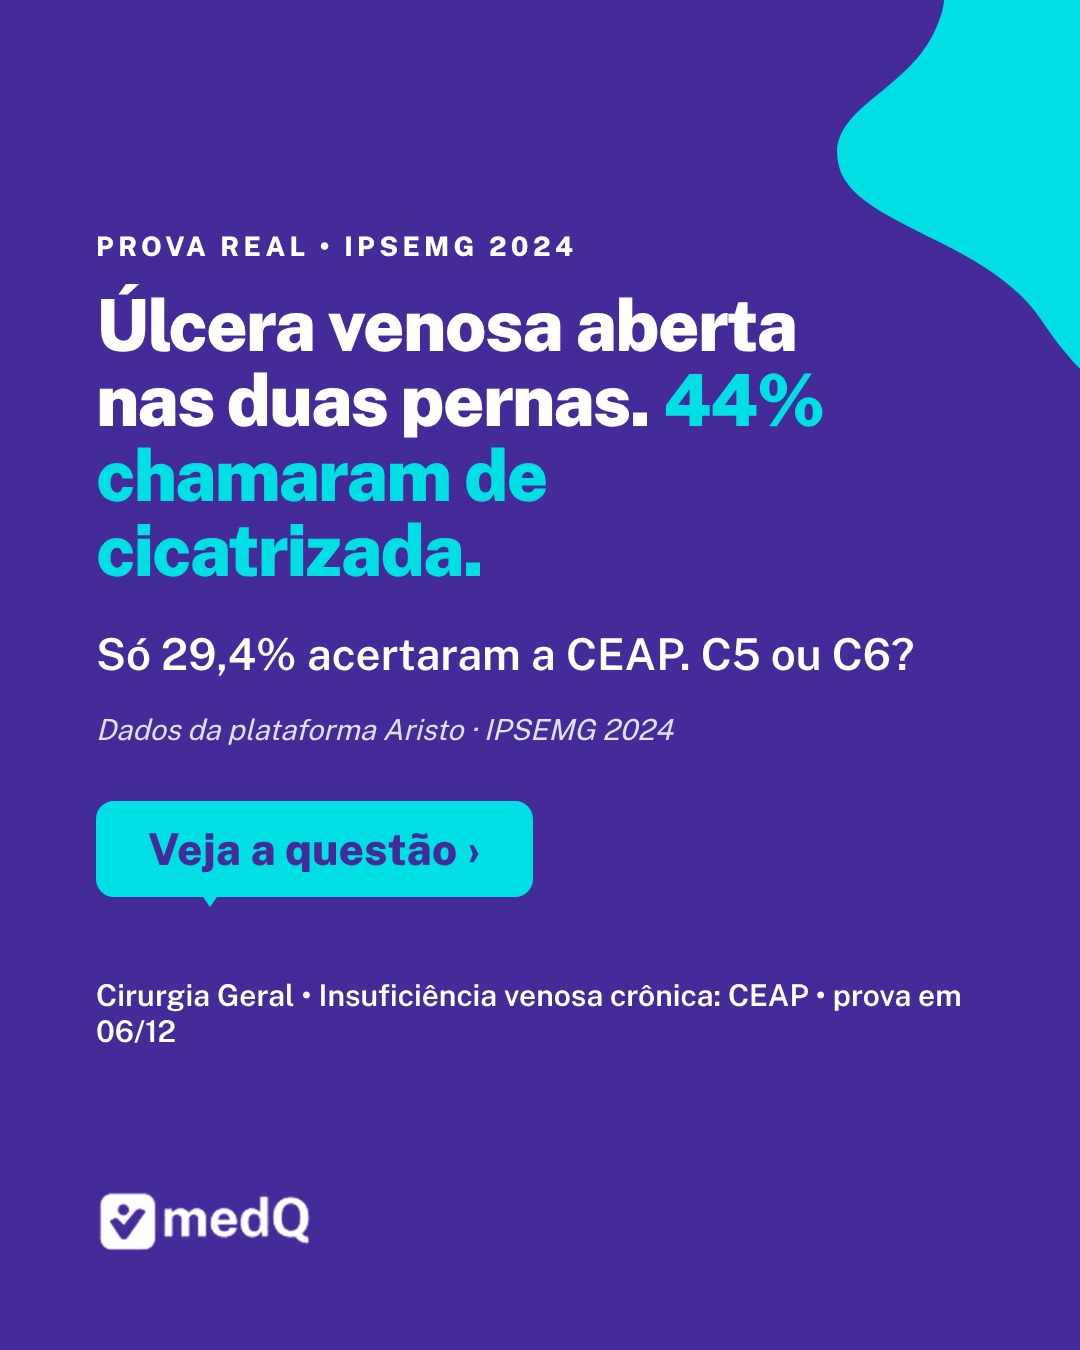 PROVA REAL • IPSEMG 2024
Úlcera venosa aberta
nas duas pernas. 44%
chamaram de
cicatrizada.
Só 29,4% acertaram a CEAP. C5 ou C6?
Dados da plataforma Aristo · IPSEMG 2024
Veja a questão ›
Cirurgia Geral • Insuficiência venosa crônica: CEAP • prova em
06/12
medQ